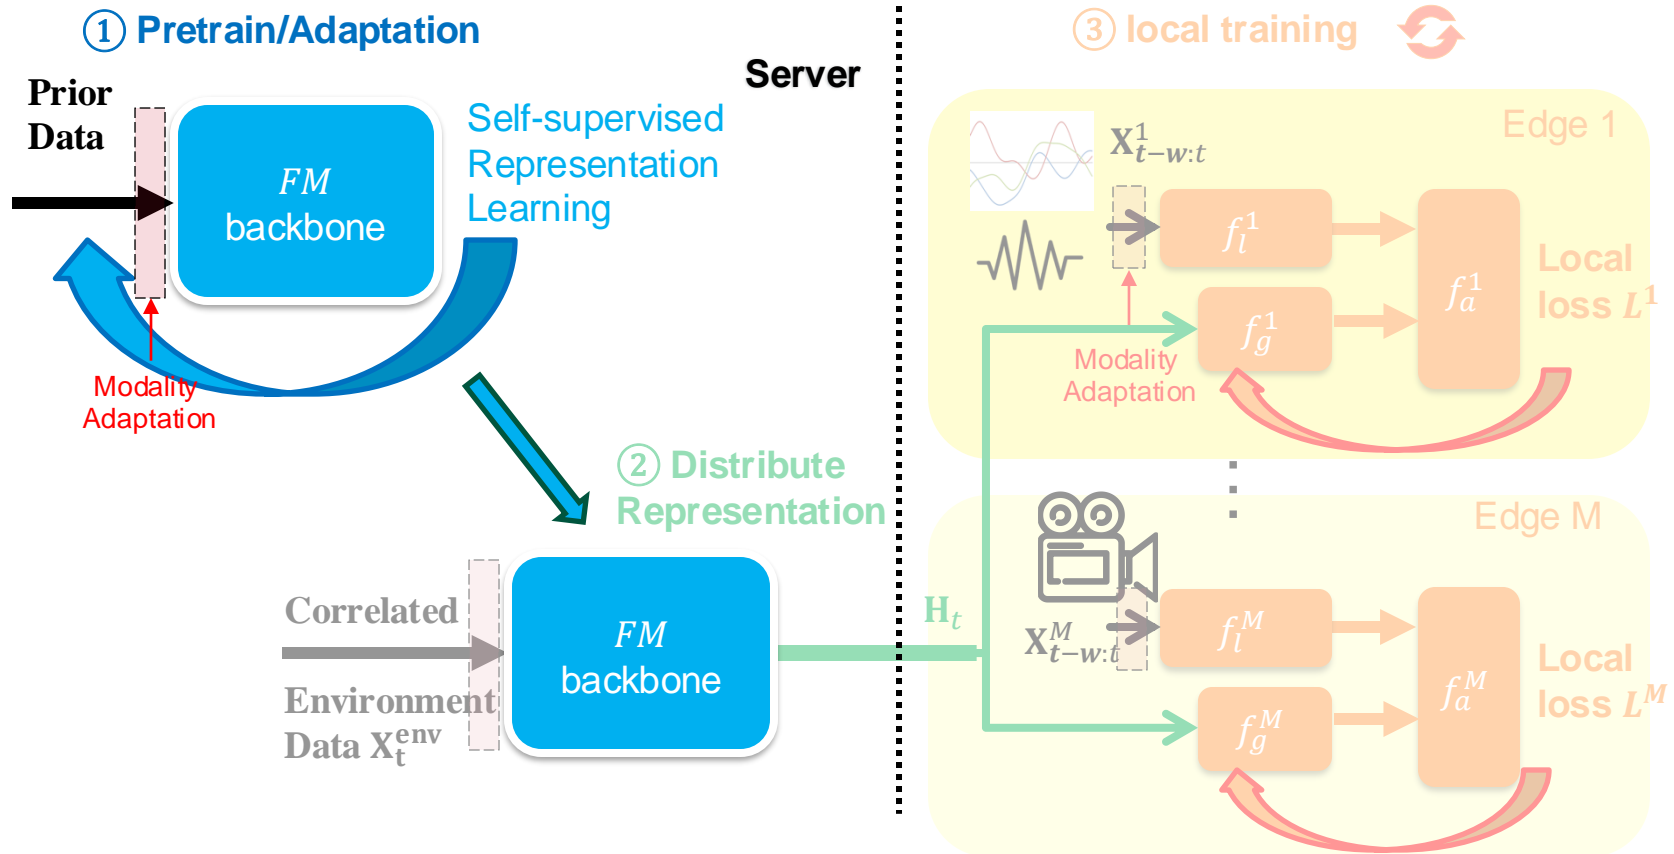 ① Pretrain/Adaptation
Server
Prior
Data
FM
backbone
Self-supervised
Representation
Learning
Modality
Adaptation
② Distribute
Representation
Correlated
Environment
Data X_t^env
FM
backbone
H_t
③ local training
Edge 1
X^1_{t−w:t}
f_l^1
f_g^1
f_a^1
Local
loss L^1
Modality
Adaptation
⋮
Edge M
X^M_{t−w:t}
f_l^M
f_g^M
f_a^M
Local
loss L^M